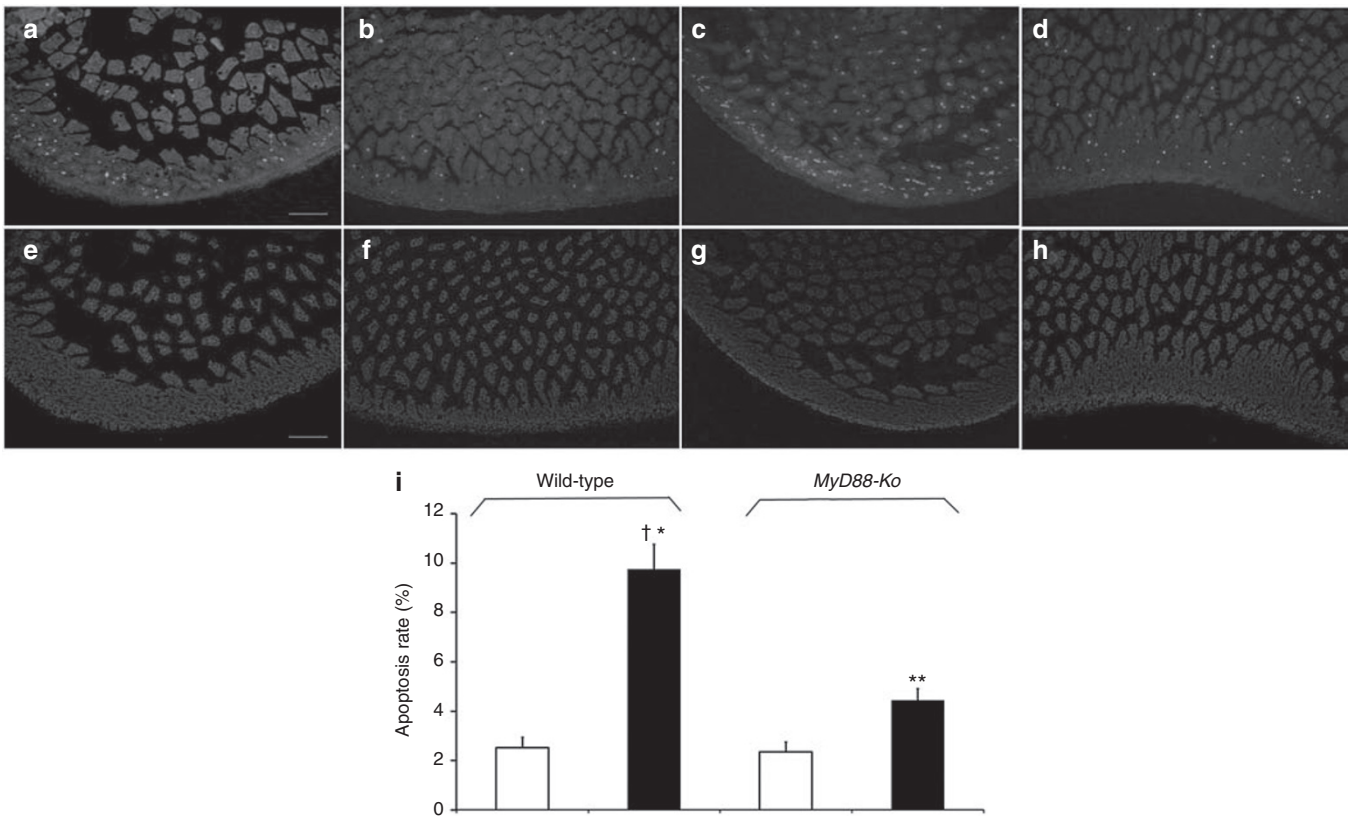 a
b
c
d
e
f
g
h
i
Wild-type
MyD88-Ko
Apoptosis rate (%)
12
10
8
6
4
2
0
† *
**